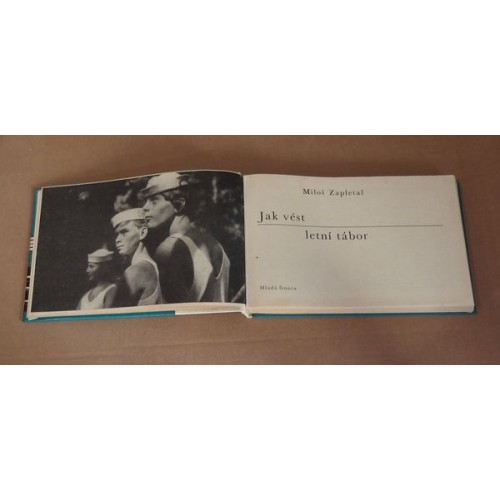 Miloš Zapletal
Jak vést
letní tábor
Mladá fronta